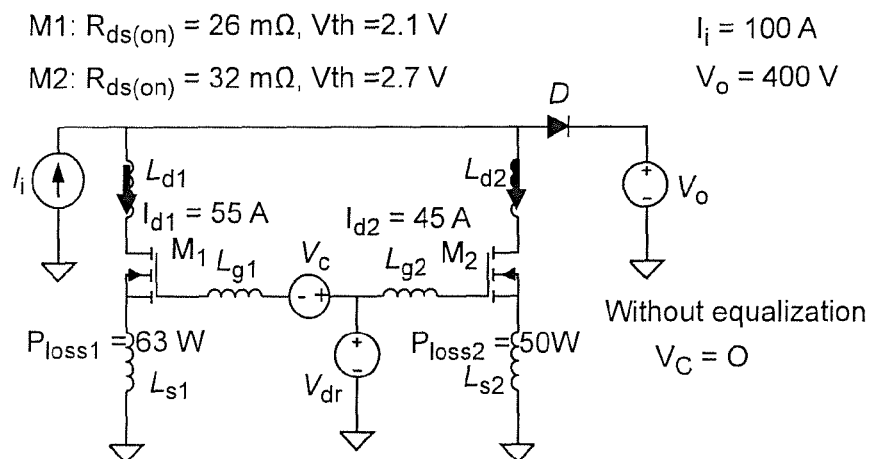 M1: Rds(on) = 26 mΩ, Vth =2.1 V
Ii = 100 A
M2: Rds(on) = 32 mΩ, Vth =2.7 V
Vo = 400 V
D
Ld1
Ld2
Ii
Vo
Id1 = 55 A
Id2 = 45 A
M1
Lg1
Vc
Lg2
M2
Without equalization
Ploss1 = 63 W
Ploss2 = 50W
VC = O
Ls1
Vdr
Ls2